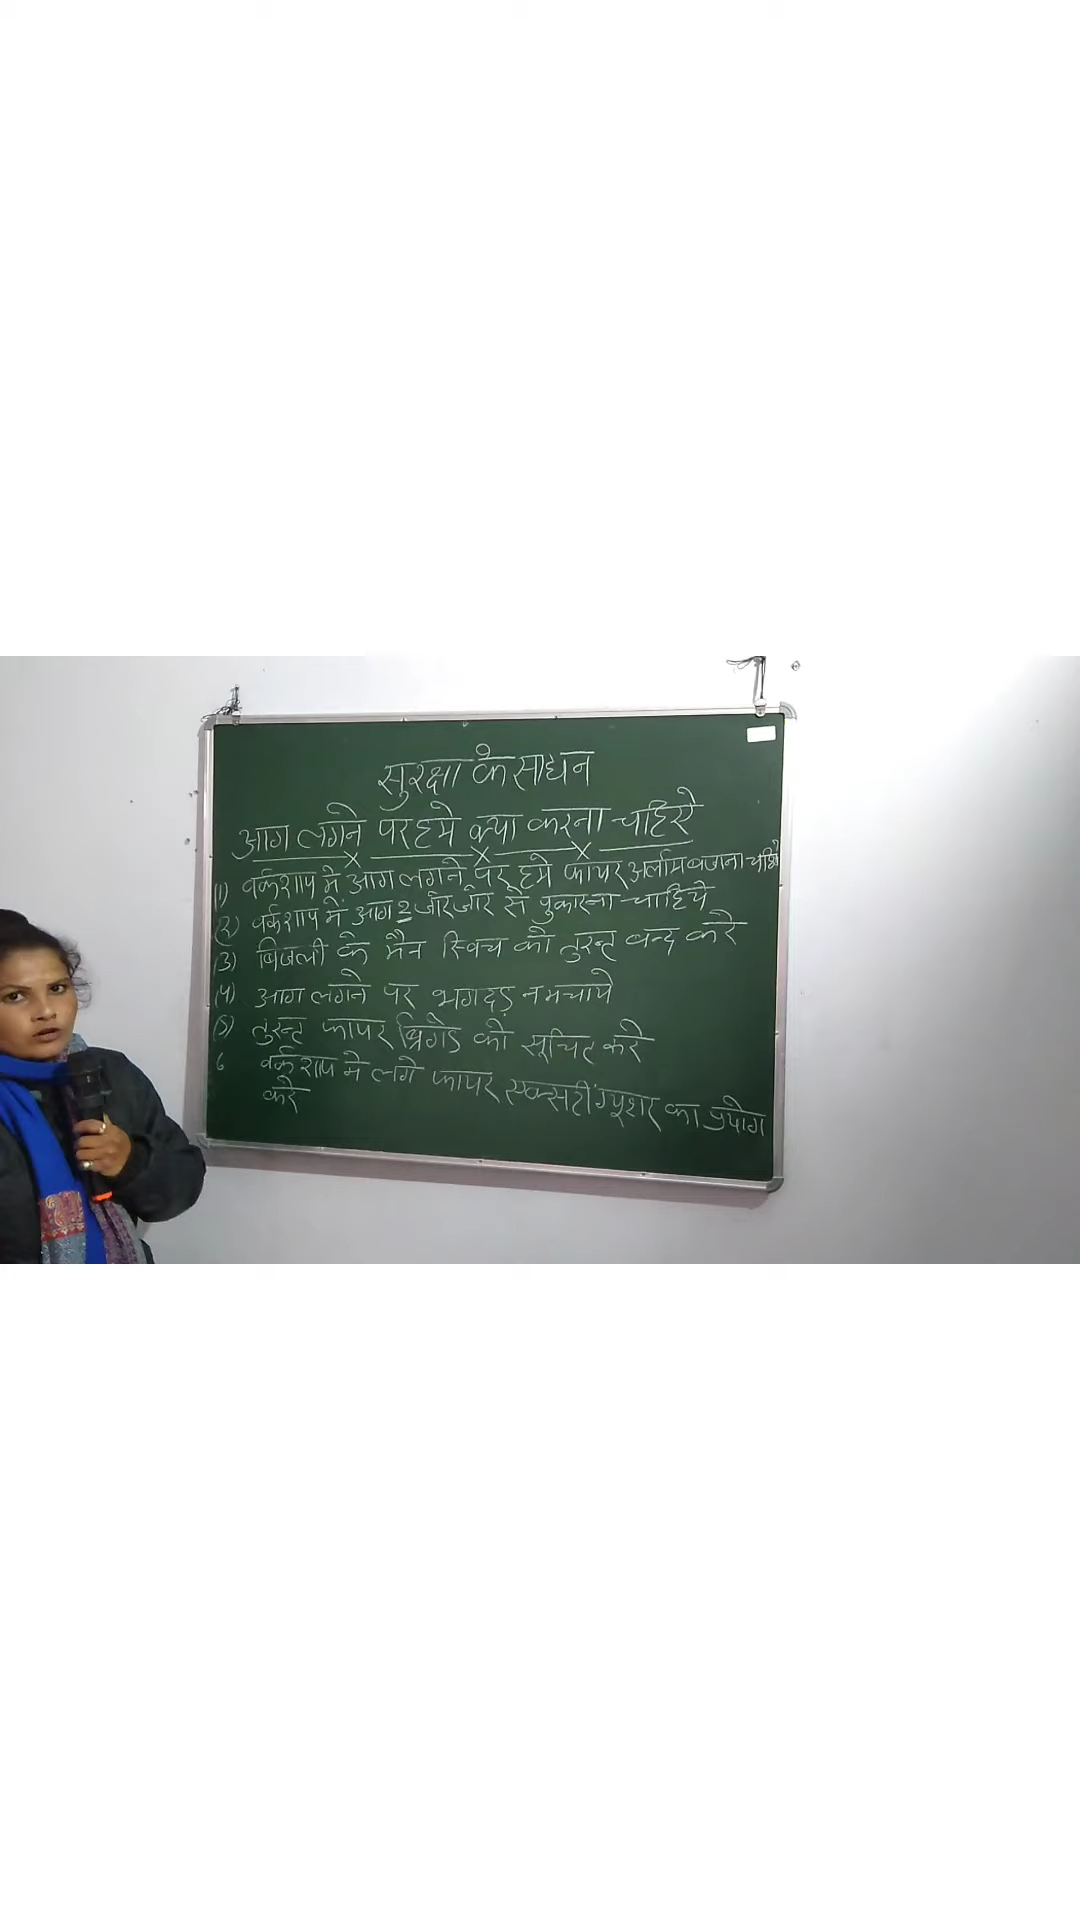 सुरक्षा के साधन
आग लगने पर हमे क्या करना चाहिये
(1) वर्कशाप में आग लगने पर हमे फायर अर्लाम बजाना चाहिये
(2) वर्कशाप में आग 2 जोर जोर से पुकारना चाहिये
(3) बिजली के मैन स्विच को तुरन्त बन्द करे
(4) आग लगने पर भगदड़ न मचाये
(5) तुरन्त फायर ब्रिगेड को सूचित करे
6 वर्कशाप मे लगे फायर एक्सटींग्यूशर का उपोग
करे